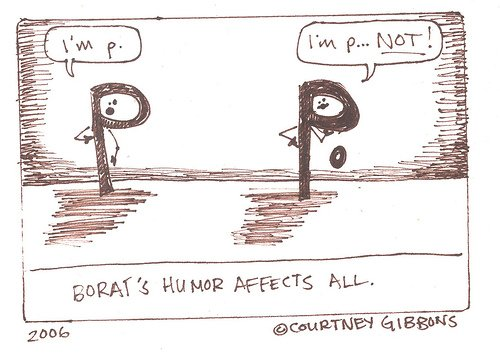 I'm p.
I'm p... NOT!
BORAT'S HUMOR AFFECTS ALL.
2006
©COURTNEY GIBBONS